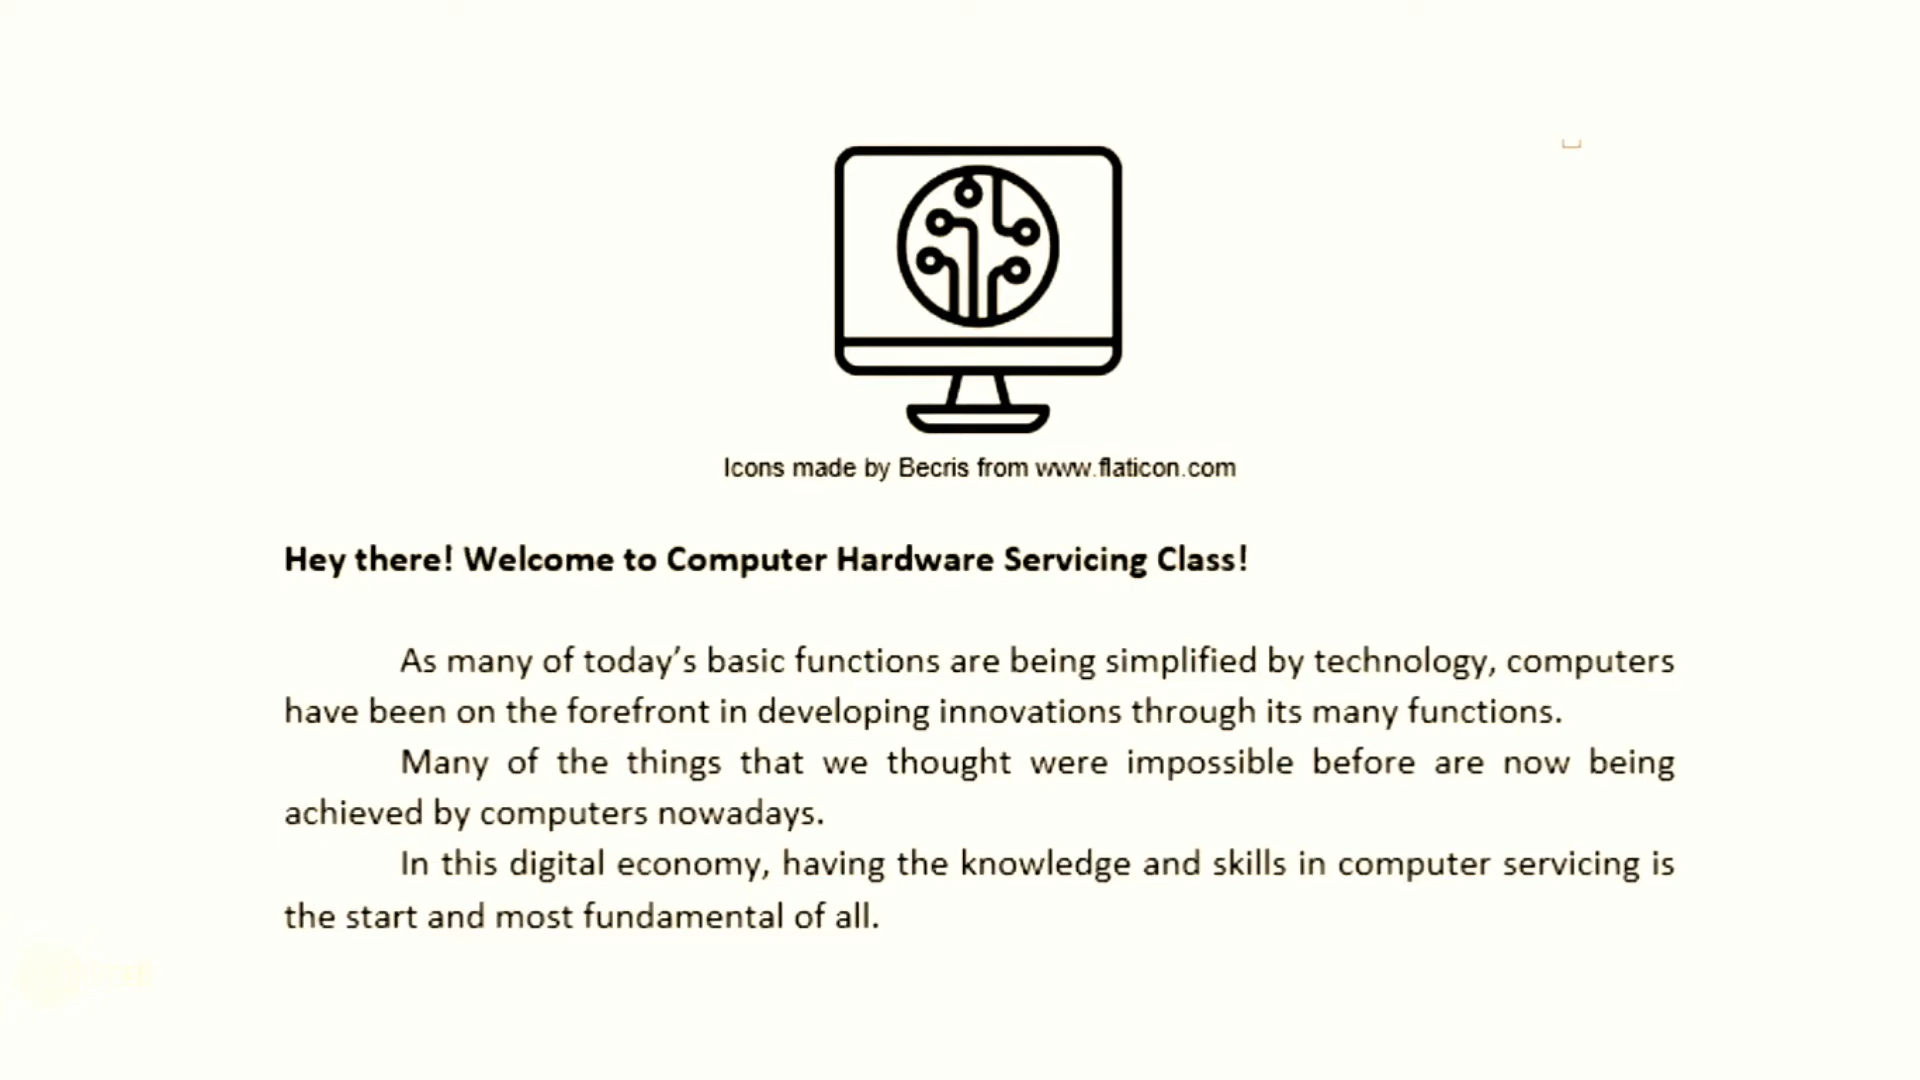 Icons made by Becris from www.flaticon.com
Hey there! Welcome to Computer Hardware Servicing Class!
As many of today’s basic functions are being simplified by technology, computers
have been on the forefront in developing innovations through its many functions.
Many of the things that we thought were impossible before are now being
achieved by computers nowadays.
In this digital economy, having the knowledge and skills in computer servicing is
the start and most fundamental of all.